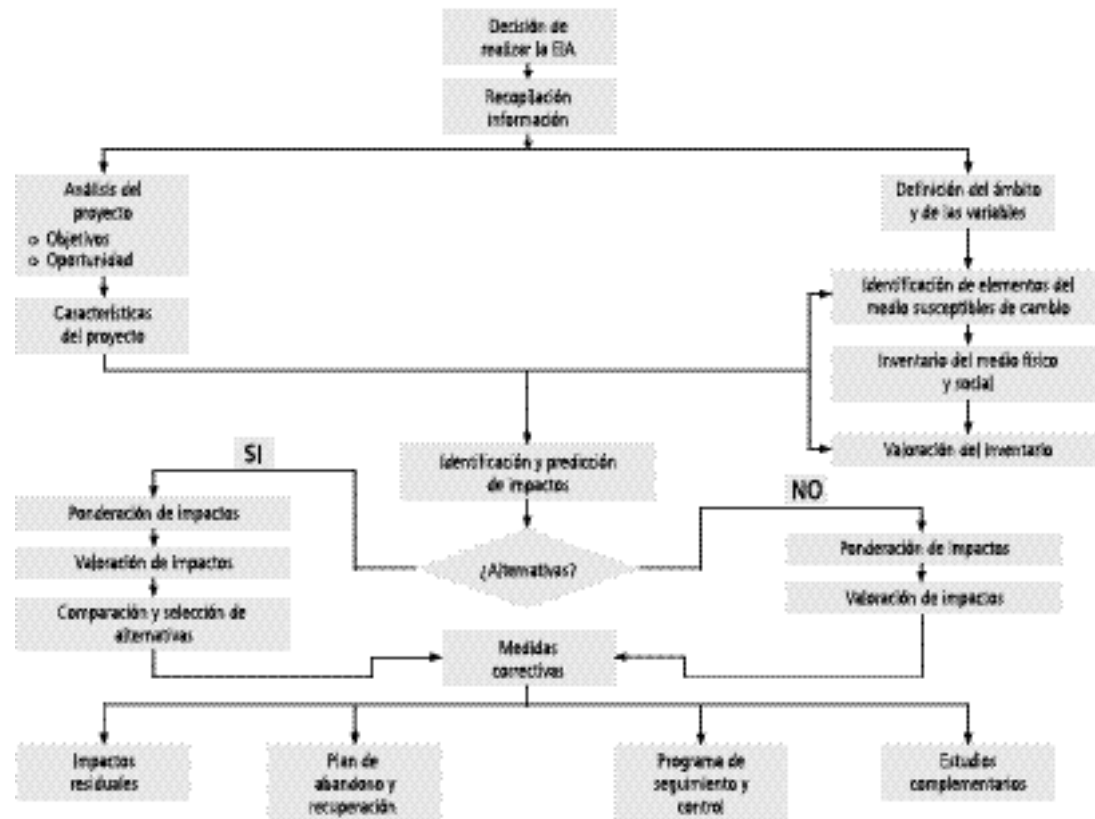 Decisión de
realizar la EIA
Recopilación
información
Análisis del
proyecto
o Objetivos
o Oportunidad
Definición del ámbito
y de las variables
Características
del proyecto
Identificación de elementos del
medio susceptibles de cambio
Inventario del medio físico
y social
Valoración del inventario
Identificación y predicción
de impactos
SI
NO
¿Alternativas?
Ponderación de impactos
Valoración de impactos
Comparación y selección de
alternativas
Ponderación de impactos
Valoración de impactos
Medidas
correctivas
Impactos
residuales
Plan de
abandono y
recuperación
Programa de
seguimiento y
control
Estudios
complementarios